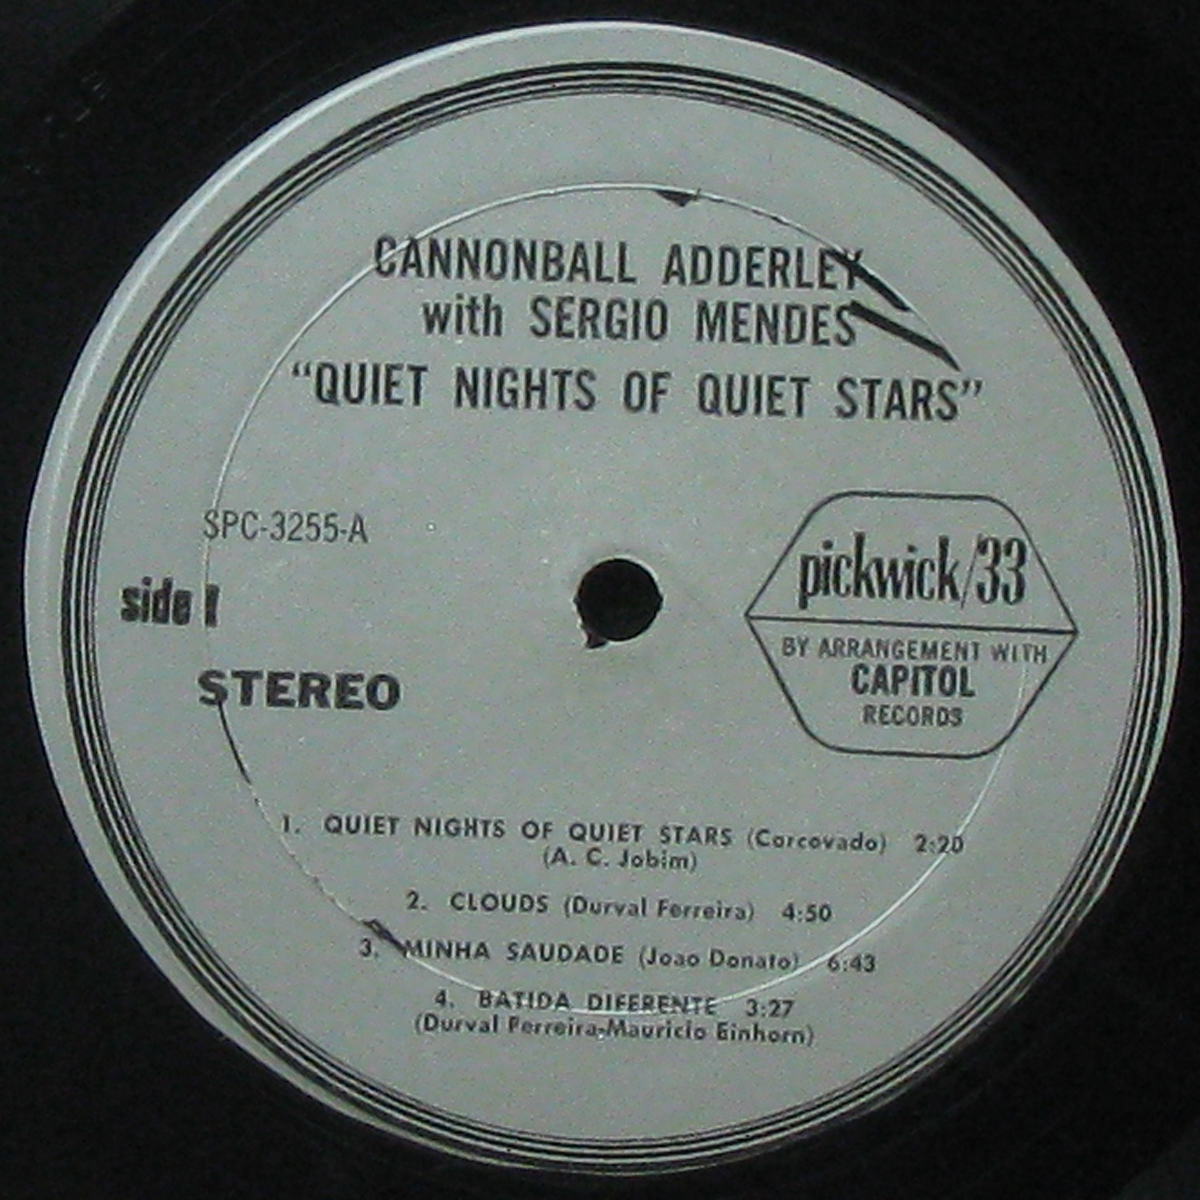 CANNONBALL ADDERLEY
with SERGIO MENDES
“QUIET NIGHTS OF QUIET STARS”
SPC-3255-A
side 1
STEREO
pickwick/33
BY ARRANGEMENT WITH
CAPITOL
RECORDS
1. QUIET NIGHTS OF QUIET STARS (Corcovado) 2:20
(A. C. Jobim)
2. CLOUDS (Durval Ferreira) 4:50
3. MINHA SAUDADE (Joao Donato) 6:43
4. BATIDA DIFERENTE 3:27
(Durval Ferreira-Mauricio Einhorn)